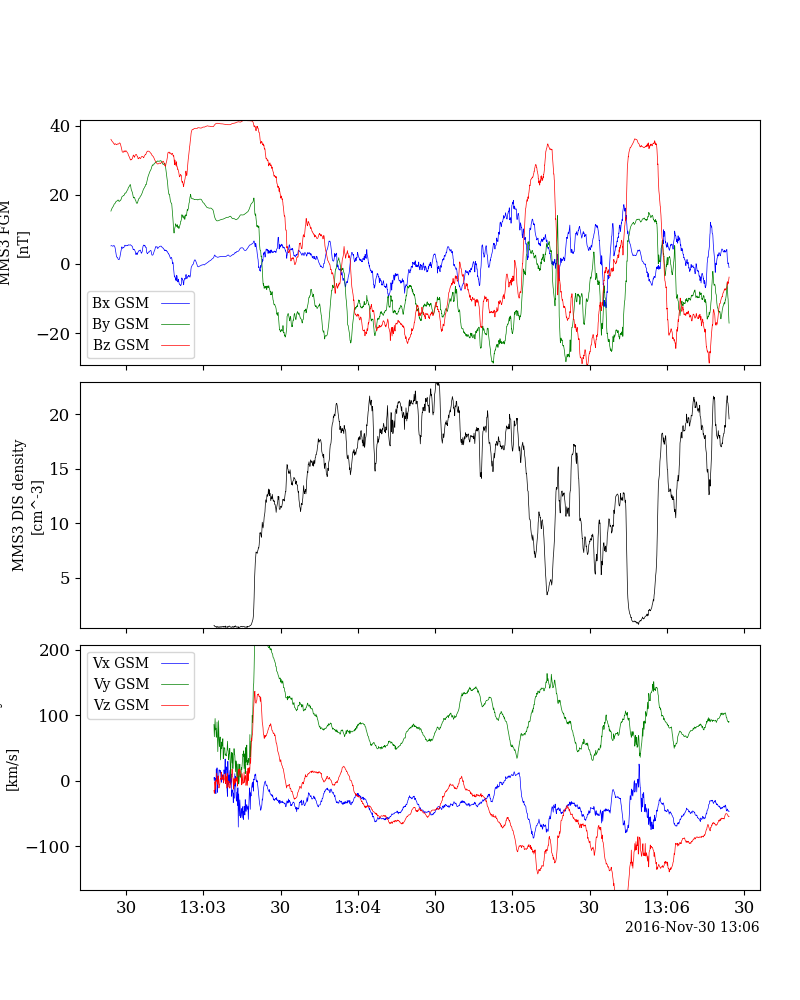 40
20
0
−20
MMS3 FGM
[nT]
Bx GSM
By GSM
Bz GSM
20
15
10
5
MMS3 DIS density
[cm^-3]
200
100
0
−100
[km/s]
Vx GSM
Vy GSM
Vz GSM
30 13:03 30 13:04 30 13:05 30 13:06 30
2016-Nov-30 13:06